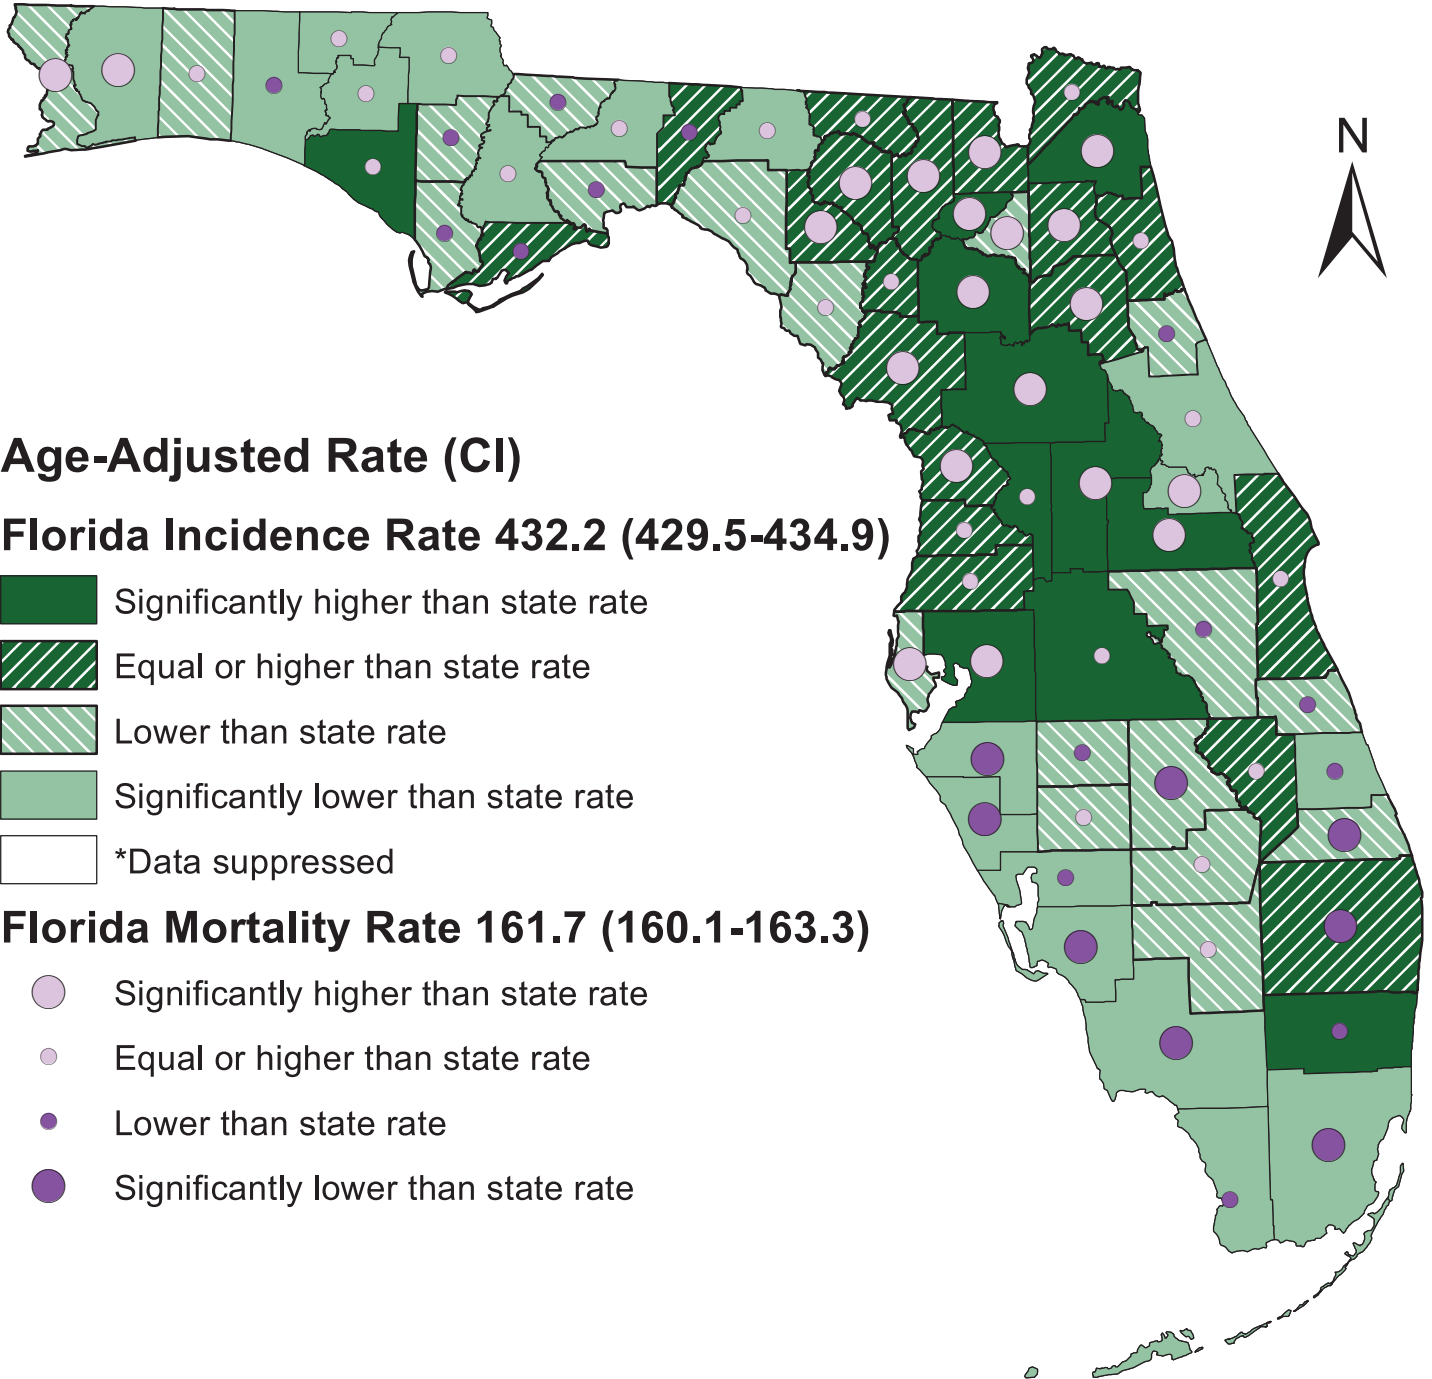 N
Age-Adjusted Rate (CI)
Florida Incidence Rate 432.2 (429.5-434.9)
Significantly higher than state rate
Equal or higher than state rate
Lower than state rate
Significantly lower than state rate
*Data suppressed
Florida Mortality Rate 161.7 (160.1-163.3)
Significantly higher than state rate
Equal or higher than state rate
Lower than state rate
Significantly lower than state rate